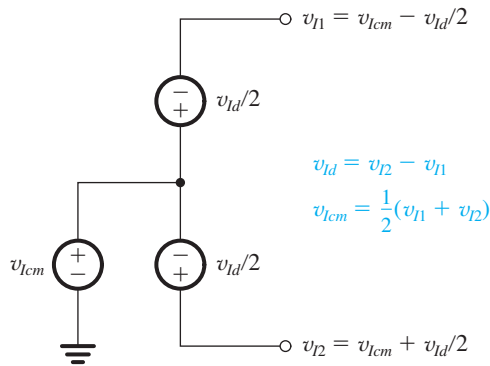 v_{I1} = v_{Icm} − v_{Id}/2
−
+
v_{Id}/2
v_{Id} = v_{I2} − v_{I1}
v_{Icm} = \frac{1}{2}(v_{I1} + v_{I2})
v_{Icm}
+
−
−
+
v_{Id}/2
v_{I2} = v_{Icm} + v_{Id}/2